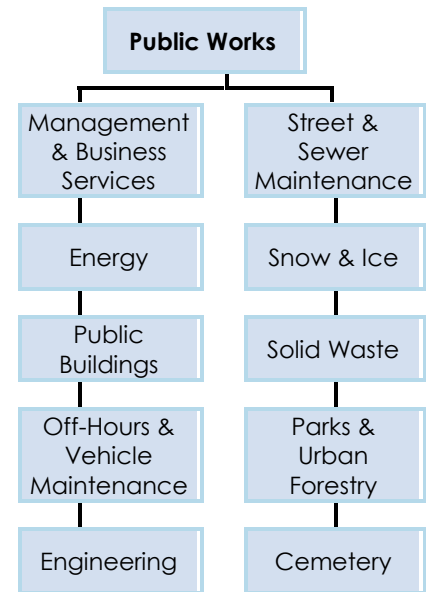 Public Works
Management
& Business
Services
Energy
Public
Buildings
Off-Hours &
Vehicle
Maintenance
Engineering
Street &
Sewer
Maintenance
Snow & Ice
Solid Waste
Parks &
Urban
Forestry
Cemetery